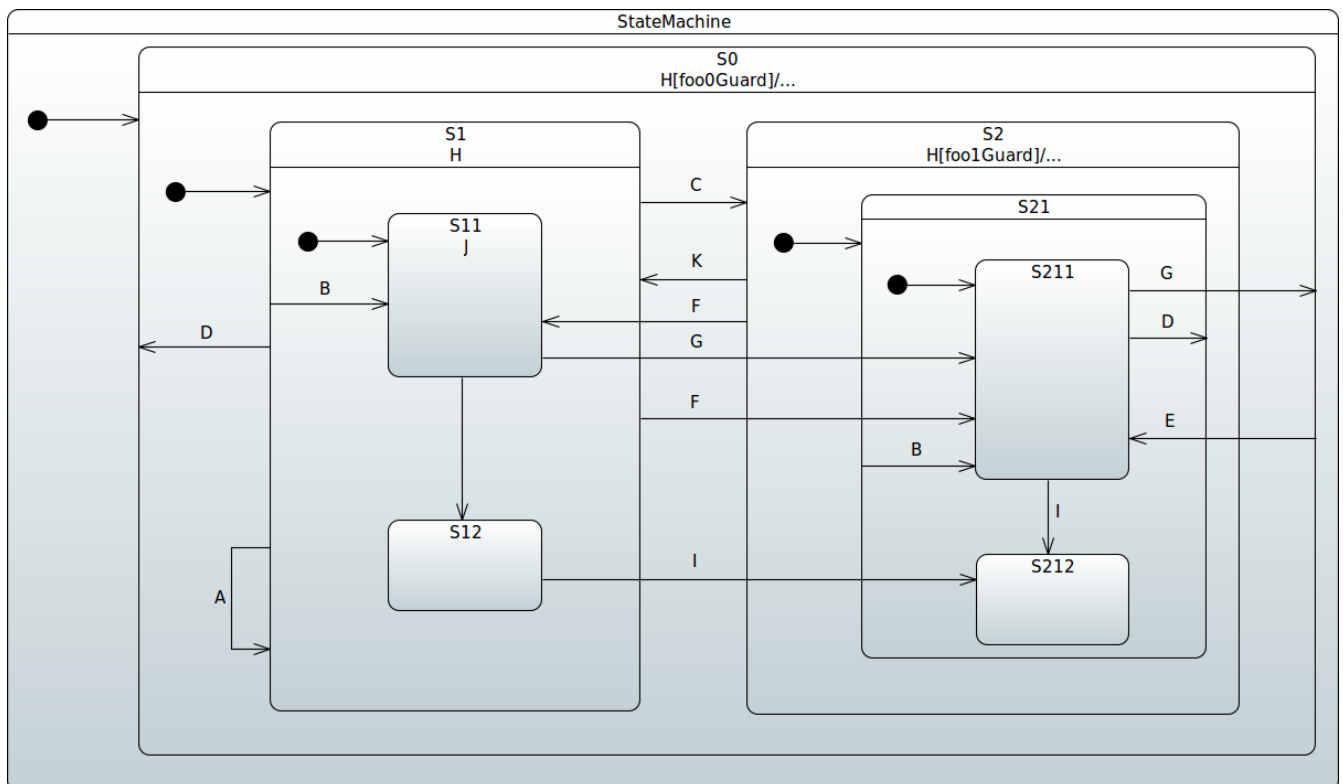 StateMachine
S0
H[foo0Guard]/...
S1
H
S2
H[foo1Guard]/...
C
S21
S11
J
K
S211
G
B
F
D
D
G
F
E
B
S12
I
I
S212
A